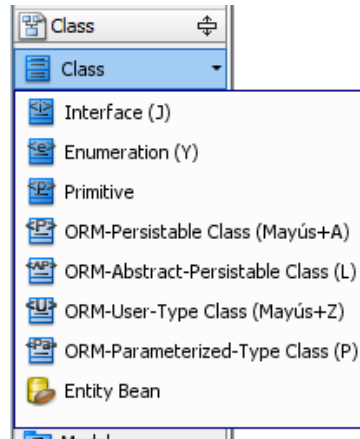 Class
Class
Interface (J)
Enumeration (Y)
Primitive
ORM-Persistable Class (Mayús+A)
ORM-Abstract-Persistable Class (L)
ORM-User-Type Class (Mayús+Z)
ORM-Parameterized-Type Class (P)
Entity Bean